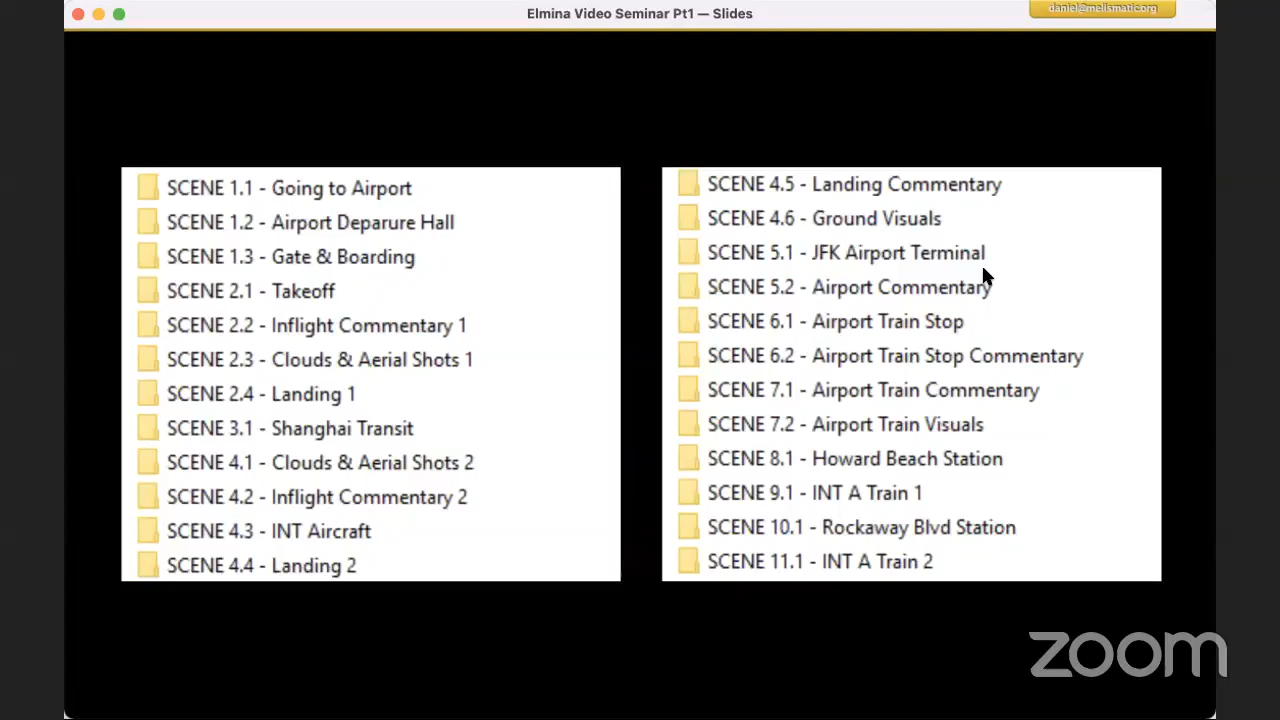 Elmina Video Seminar Pt1 — Slides
daniel@melismatic.org
SCENE 1.1 - Going to Airport
SCENE 1.2 - Airport Deparure Hall
SCENE 1.3 - Gate & Boarding
SCENE 2.1 - Takeoff
SCENE 2.2 - Inflight Commentary 1
SCENE 2.3 - Clouds & Aerial Shots 1
SCENE 2.4 - Landing 1
SCENE 3.1 - Shanghai Transit
SCENE 4.1 - Clouds & Aerial Shots 2
SCENE 4.2 - Inflight Commentary 2
SCENE 4.3 - INT Aircraft
SCENE 4.4 - Landing 2
SCENE 4.5 - Landing Commentary
SCENE 4.6 - Ground Visuals
SCENE 5.1 - JFK Airport Terminal
SCENE 5.2 - Airport Commentary
SCENE 6.1 - Airport Train Stop
SCENE 6.2 - Airport Train Stop Commentary
SCENE 7.1 - Airport Train Commentary
SCENE 7.2 - Airport Train Visuals
SCENE 8.1 - Howard Beach Station
SCENE 9.1 - INT A Train 1
SCENE 10.1 - Rockaway Blvd Station
SCENE 11.1 - INT A Train 2
zoom